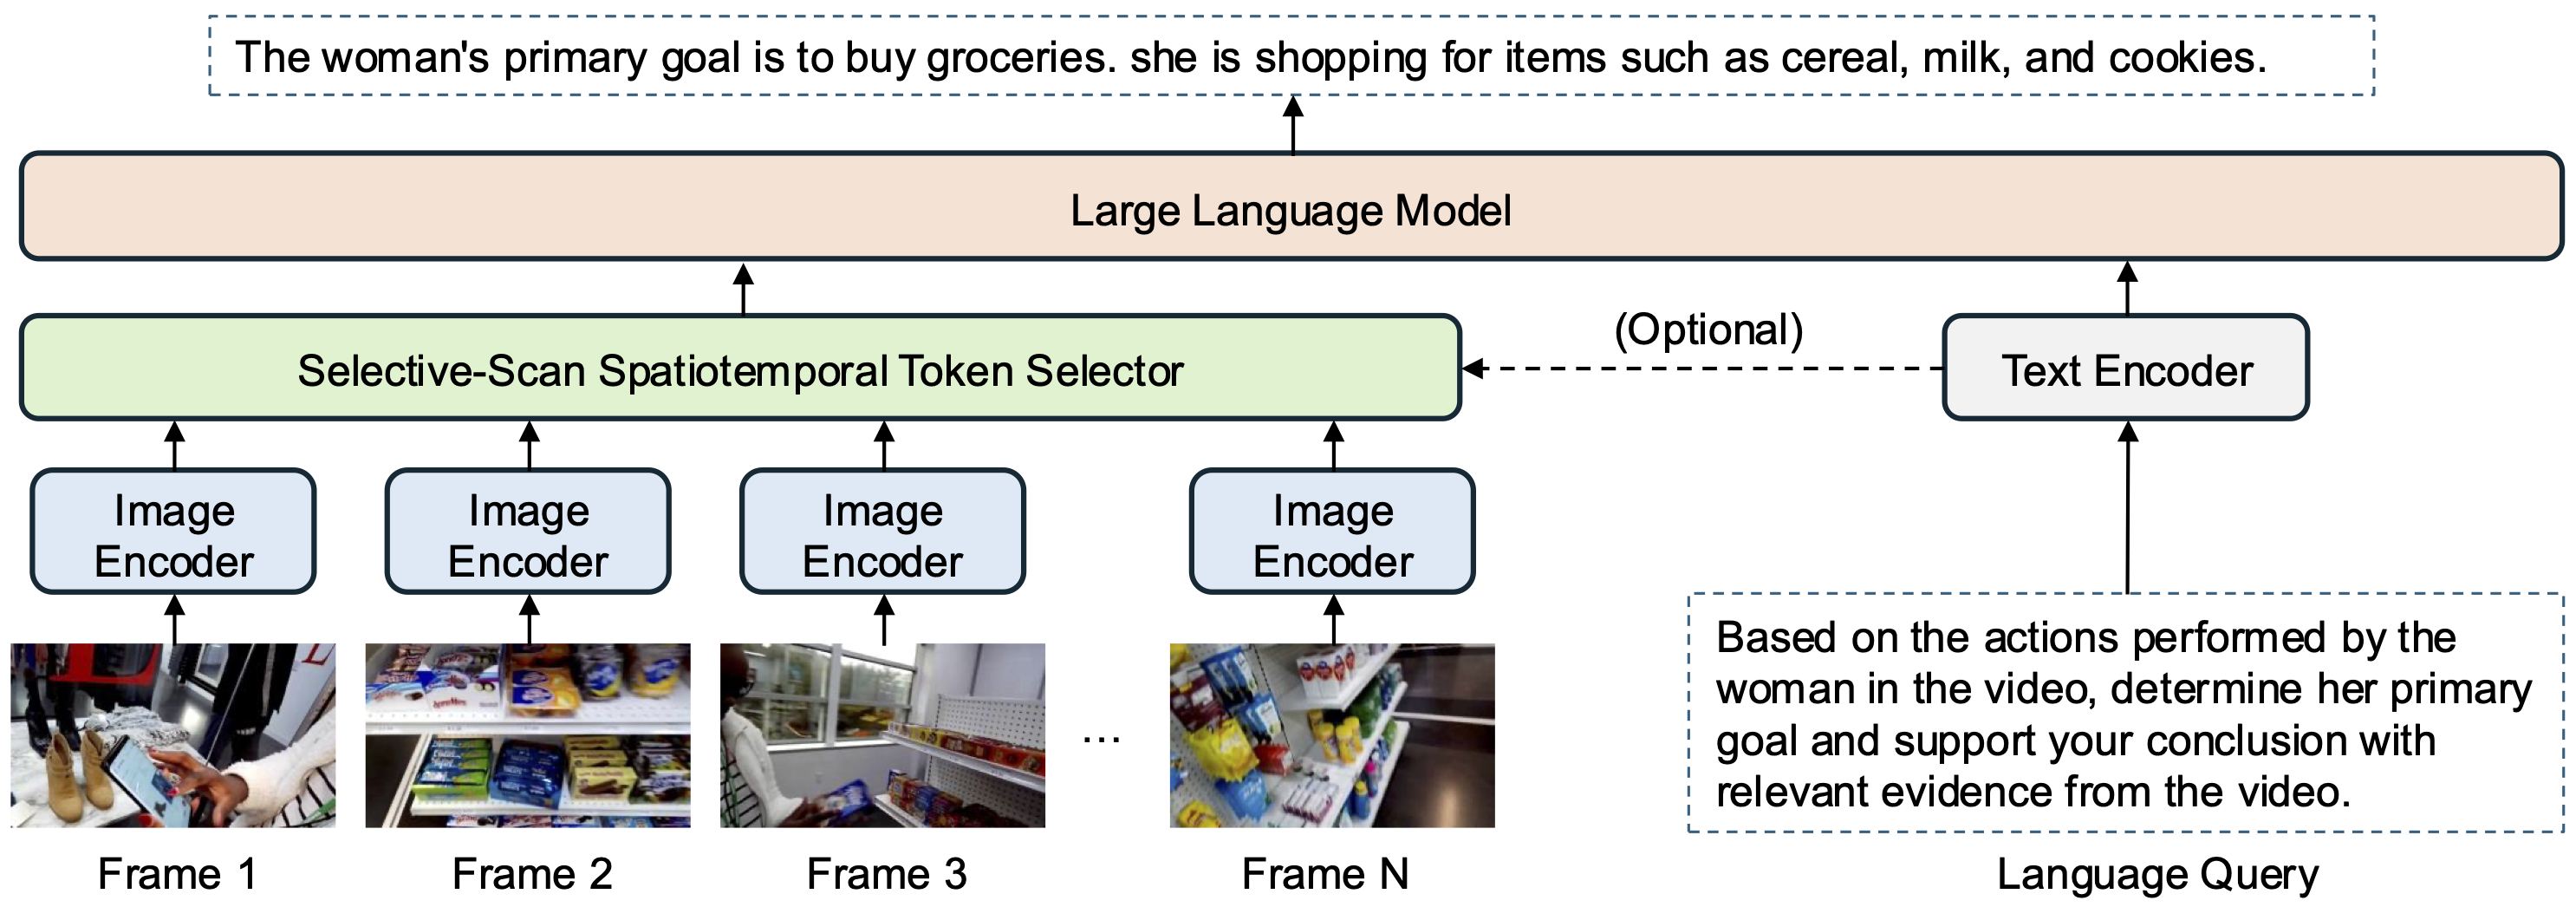 The woman's primary goal is to buy groceries. she is shopping for items such as cereal, milk, and cookies.
Large Language Model
Selective-Scan Spatiotemporal Token Selector
(Optional)
Text Encoder
Image
Encoder
Image
Encoder
Image
Encoder
Image
Encoder
...
Based on the actions performed by the
woman in the video, determine her primary
goal and support your conclusion with
relevant evidence from the video.
Frame 1
Frame 2
Frame 3
Frame N
Language Query